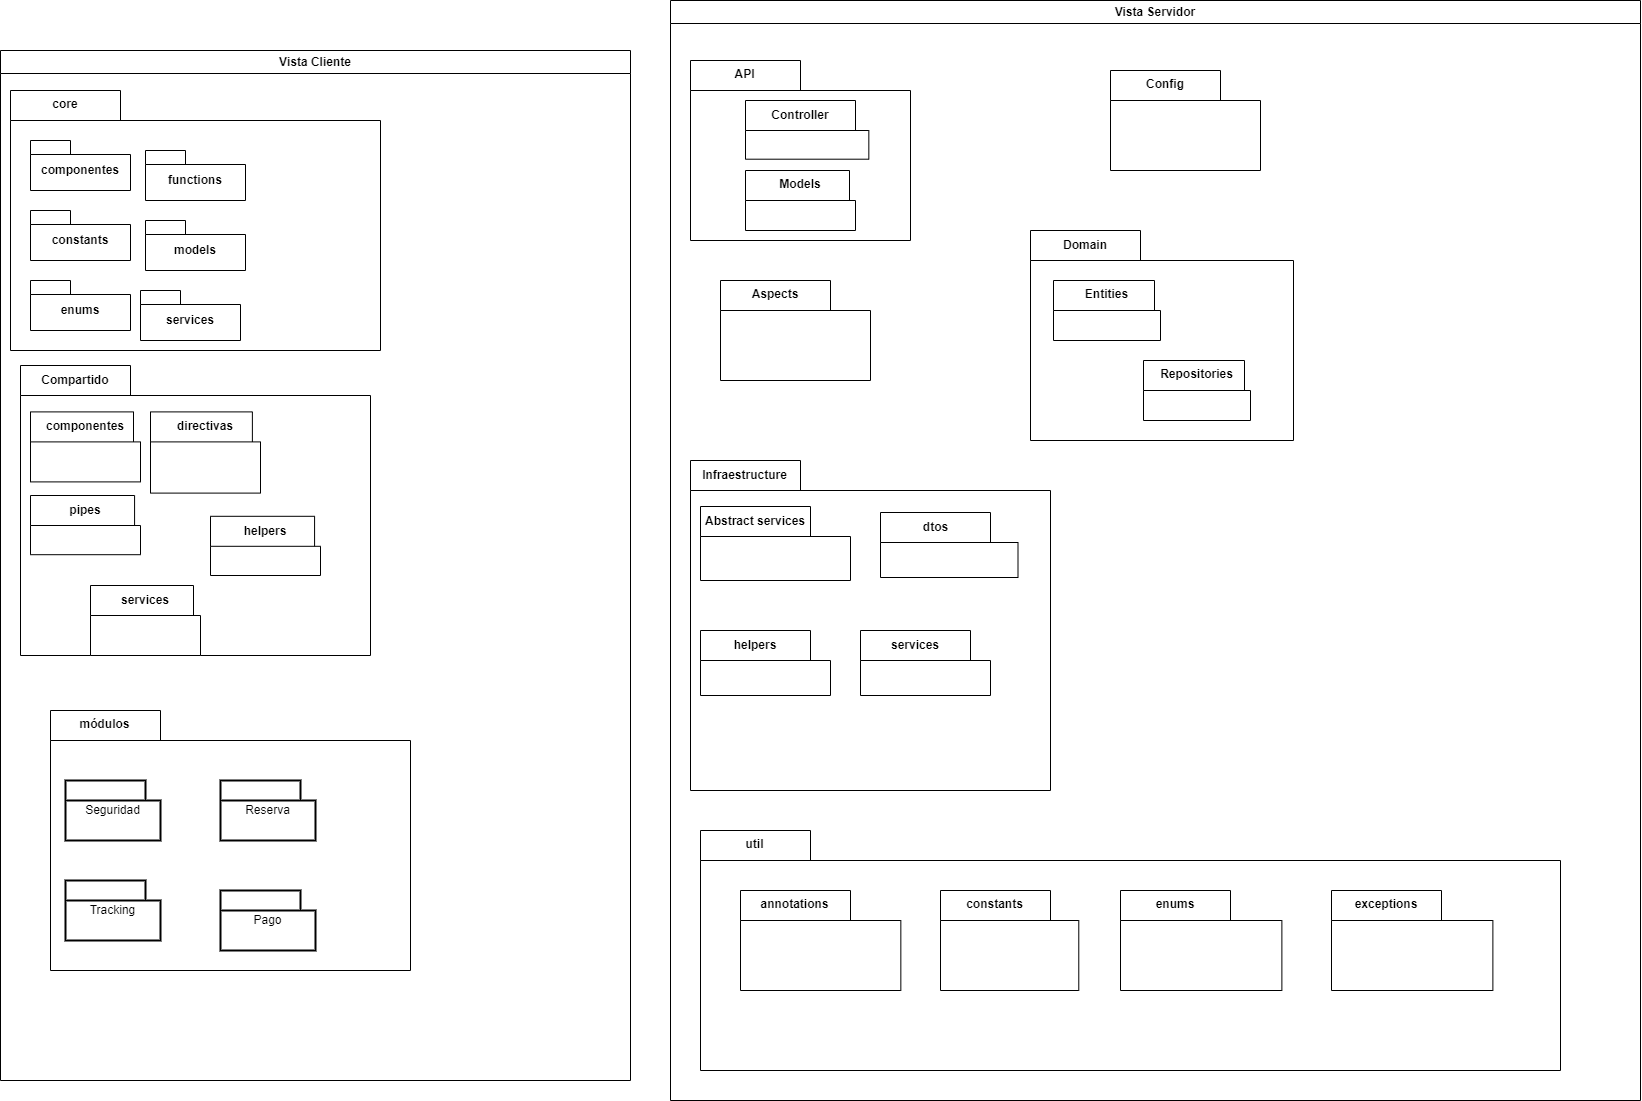 Vista Cliente
core
componentes
functions
constants
models
enums
services
Compartido
componentes
directivas
pipes
helpers
services
módulos
Seguridad
Reserva
Tracking
Pago
Vista Servidor
API
Controller
Models
Config
Aspects
Domain
Entities
Repositories
Infraestructure
Abstract services
dtos
helpers
services
util
annotations
constants
enums
exceptions